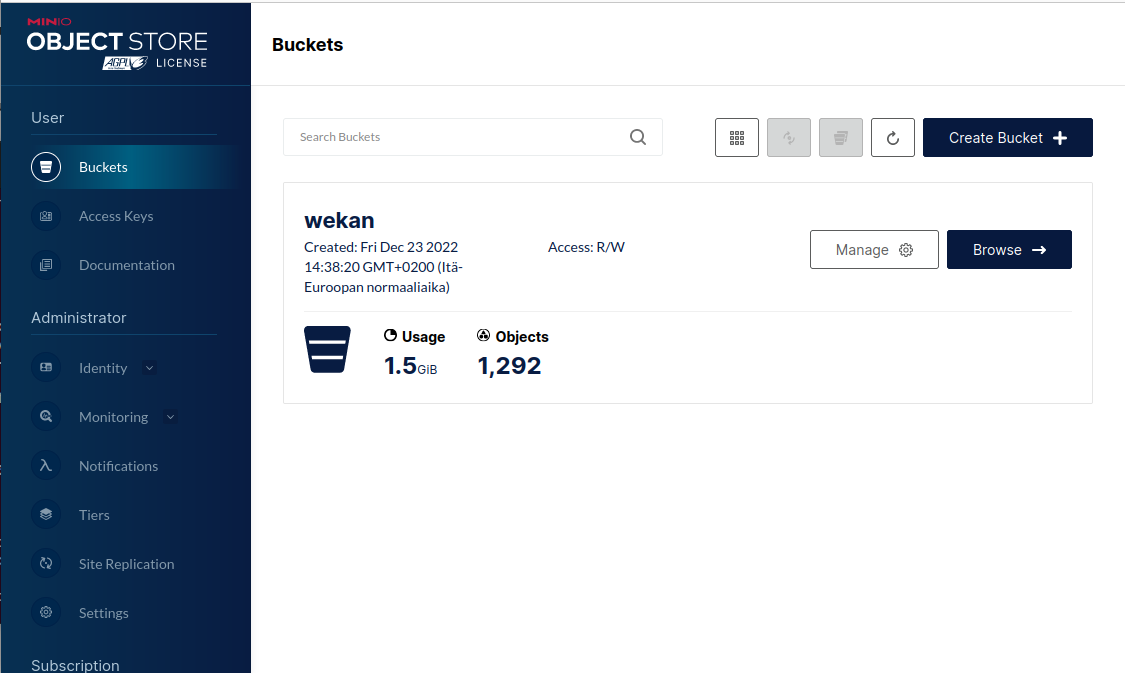 MINIO
OBJECT STORE
AGPLV3 LICENSE
User
Buckets
Access Keys
Documentation
Administrator
Identity
Monitoring
Notifications
Tiers
Site Replication
Settings
Subscription
Buckets
Search Buckets
Create Bucket
wekan
Created: Fri Dec 23 2022
14:38:20 GMT+0200 (Itä-
Euroopan normaaliaika)
Access: R/W
Manage
Browse
Usage
1.5GiB
Objects
1,292